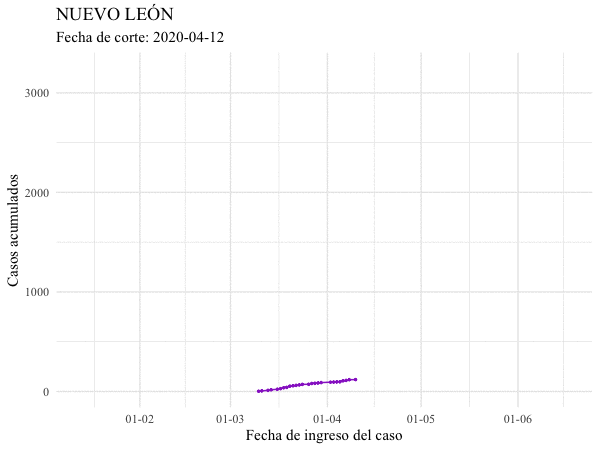 NUEVO LEÓN
Fecha de corte: 2020-04-12
Casos acumulados
3000
2000
1000
0
01-02 01-03 01-04 01-05 01-06
Fecha de ingreso del caso